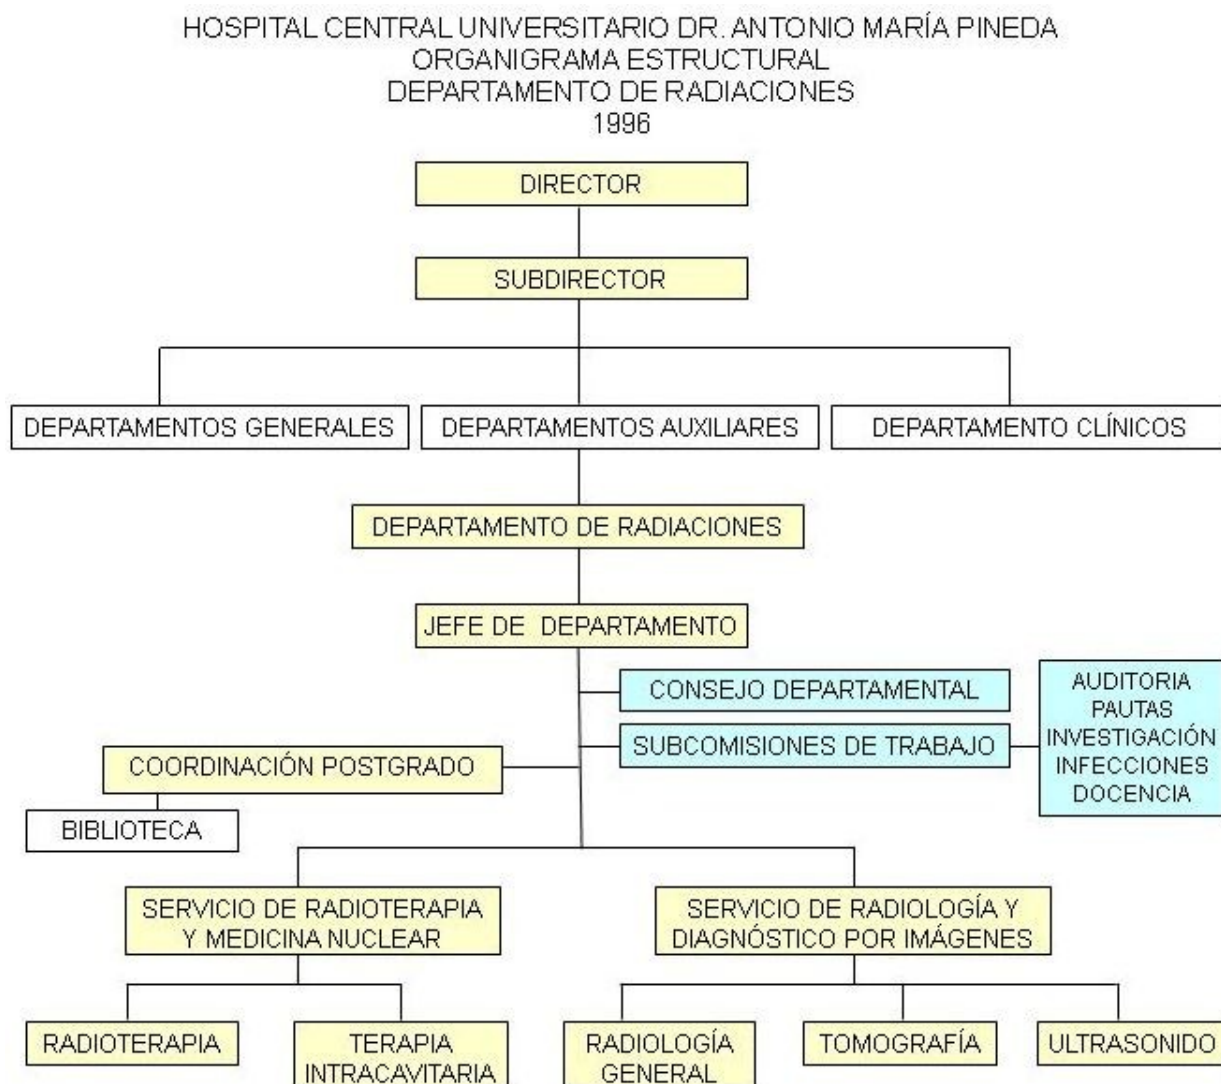 HOSPITAL CENTRAL UNIVERSITARIO DR. ANTONIO MARÍA PINEDA
ORGANIGRAMA ESTRUCTURAL
DEPARTAMENTO DE RADIACIONES
1996
DIRECTOR
SUBDIRECTOR
DEPARTAMENTOS GENERALES
DEPARTAMENTOS AUXILIARES
DEPARTAMENTO CLÍNICOS
DEPARTAMENTO DE RADIACIONES
JEFE DE DEPARTAMENTO
CONSEJO DEPARTAMENTAL
SUBCOMISIONES DE TRABAJO
AUDITORIA
PAUTAS
INVESTIGACIÓN
INFECCIONES
DOCENCIA
COORDINACIÓN POSTGRADO
BIBLIOTECA
SERVICIO DE RADIOTERAPIA
Y MEDICINA NUCLEAR
SERVICIO DE RADIOLOGÍA Y
DIAGNÓSTICO POR IMÁGENES
RADIOTERAPIA
TERAPIA
INTRACAVITARIA
RADIOLOGÍA
GENERAL
TOMOGRAFÍA
ULTRASONIDO